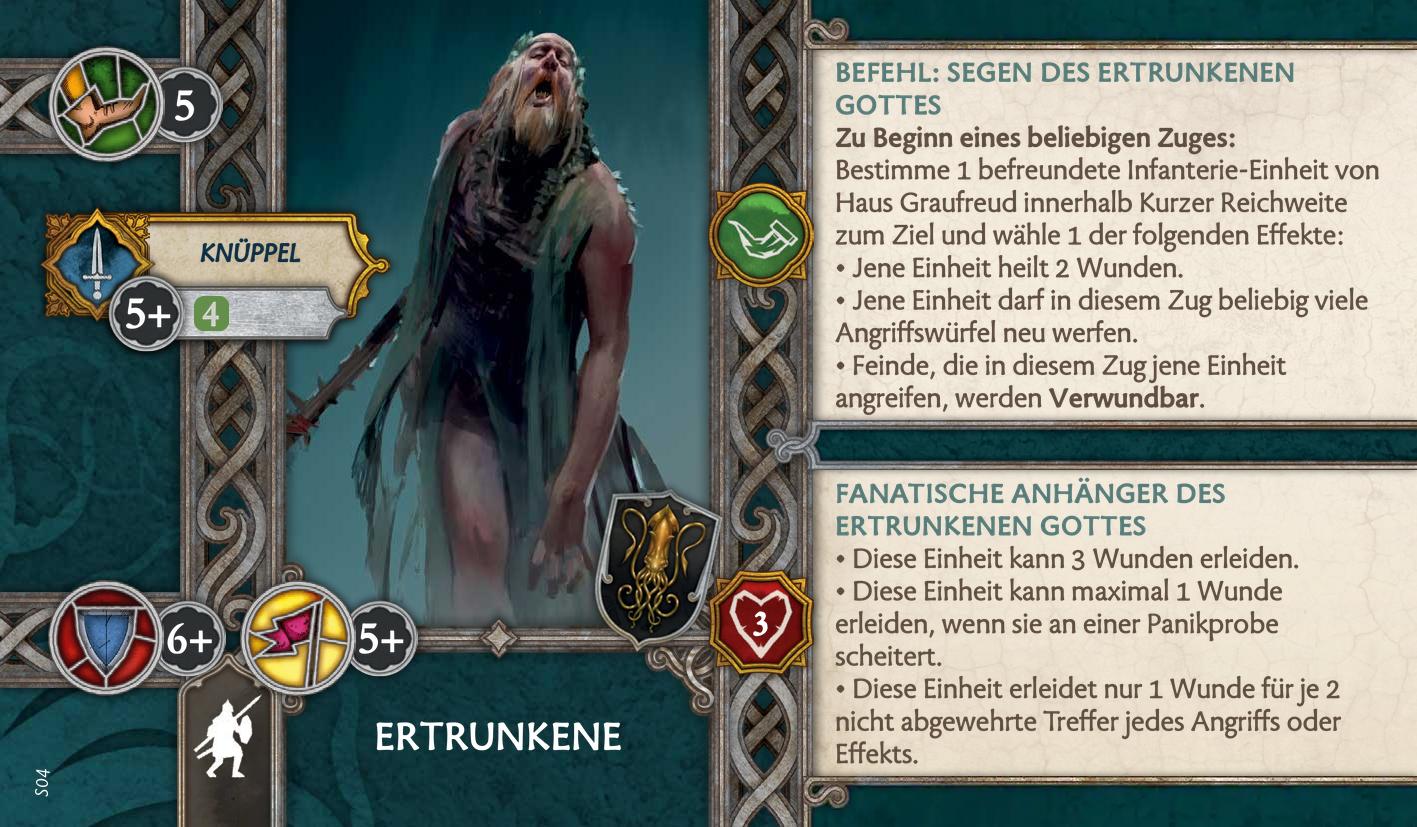 5
KNÜPPEL
5+ 4
6+
5+
3
ERTRUNKENE
S04
BEFEHL: SEGEN DES ERTRUNKENEN
GOTTES
Zu Beginn eines beliebigen Zuges:
Bestimme 1 befreundete Infanterie-Einheit von
Haus Graufreud innerhalb Kurzer Reichweite
zum Ziel und wähle 1 der folgenden Effekte:
• Jene Einheit heilt 2 Wunden.
• Jene Einheit darf in diesem Zug beliebig viele
Angriffswürfel neu werfen.
• Feinde, die in diesem Zug jene Einheit
angreifen, werden Verwundbar.
FANATISCHE ANHÄNGER DES
ERTRUNKENEN GOTTES
• Diese Einheit kann 3 Wunden erleiden.
• Diese Einheit kann maximal 1 Wunde
erleiden, wenn sie an einer Panikprobe
scheitert.
• Diese Einheit erleidet nur 1 Wunde für je 2
nicht abgewehrte Treffer jedes Angriffs oder
Effekts.